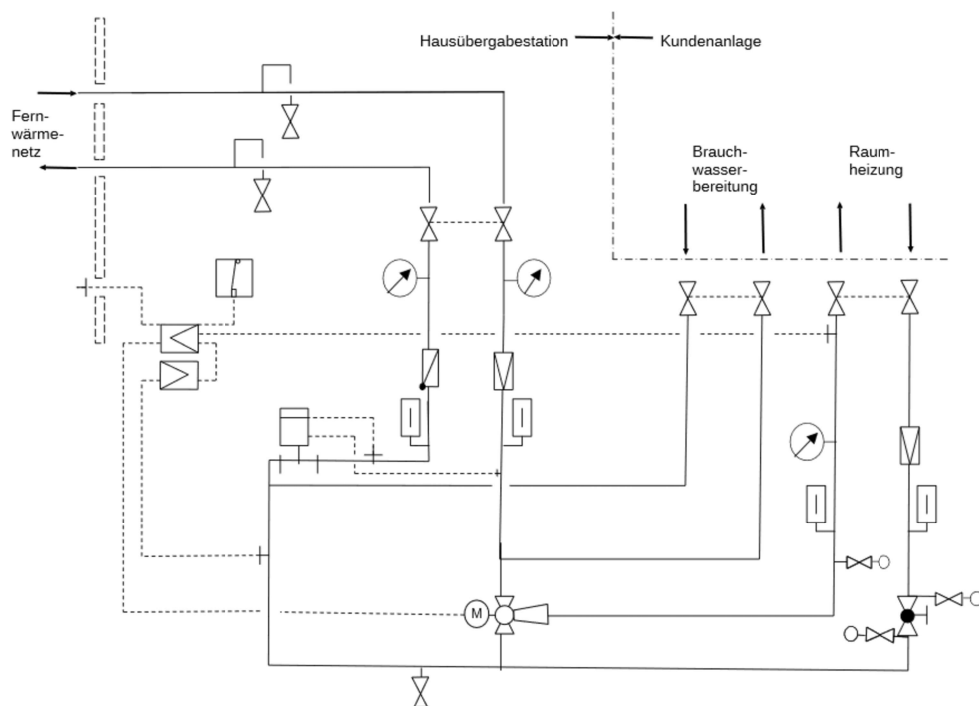 Hausübergabestation
Kundenanlage
Fern-
wärme-
netz
Brauch-
wasser-
bereitung
Raum-
heizung
M